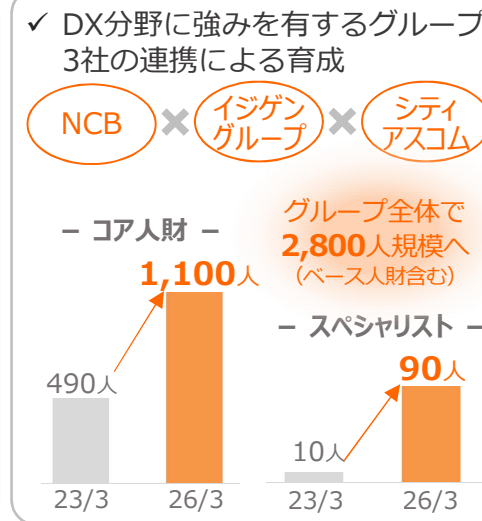 ✓ DX分野に強みを有するグループ
3社の連携による育成
NCB × イジゲン × シティ
グループ アスコム
グループ全体で
2,800人規模へ
（ベース人財含む）
－ コア人財 －
1,100人
490人
23/3 26/3
－ スペシャリスト －
90人
10人
23/3 26/3